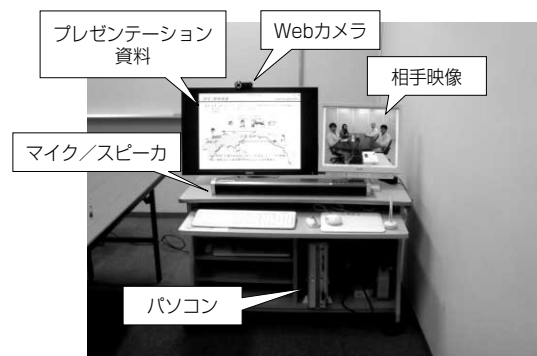 プレゼンテーション
資料
Webカメラ
相手映像
マイク／スピーカ
パソコン